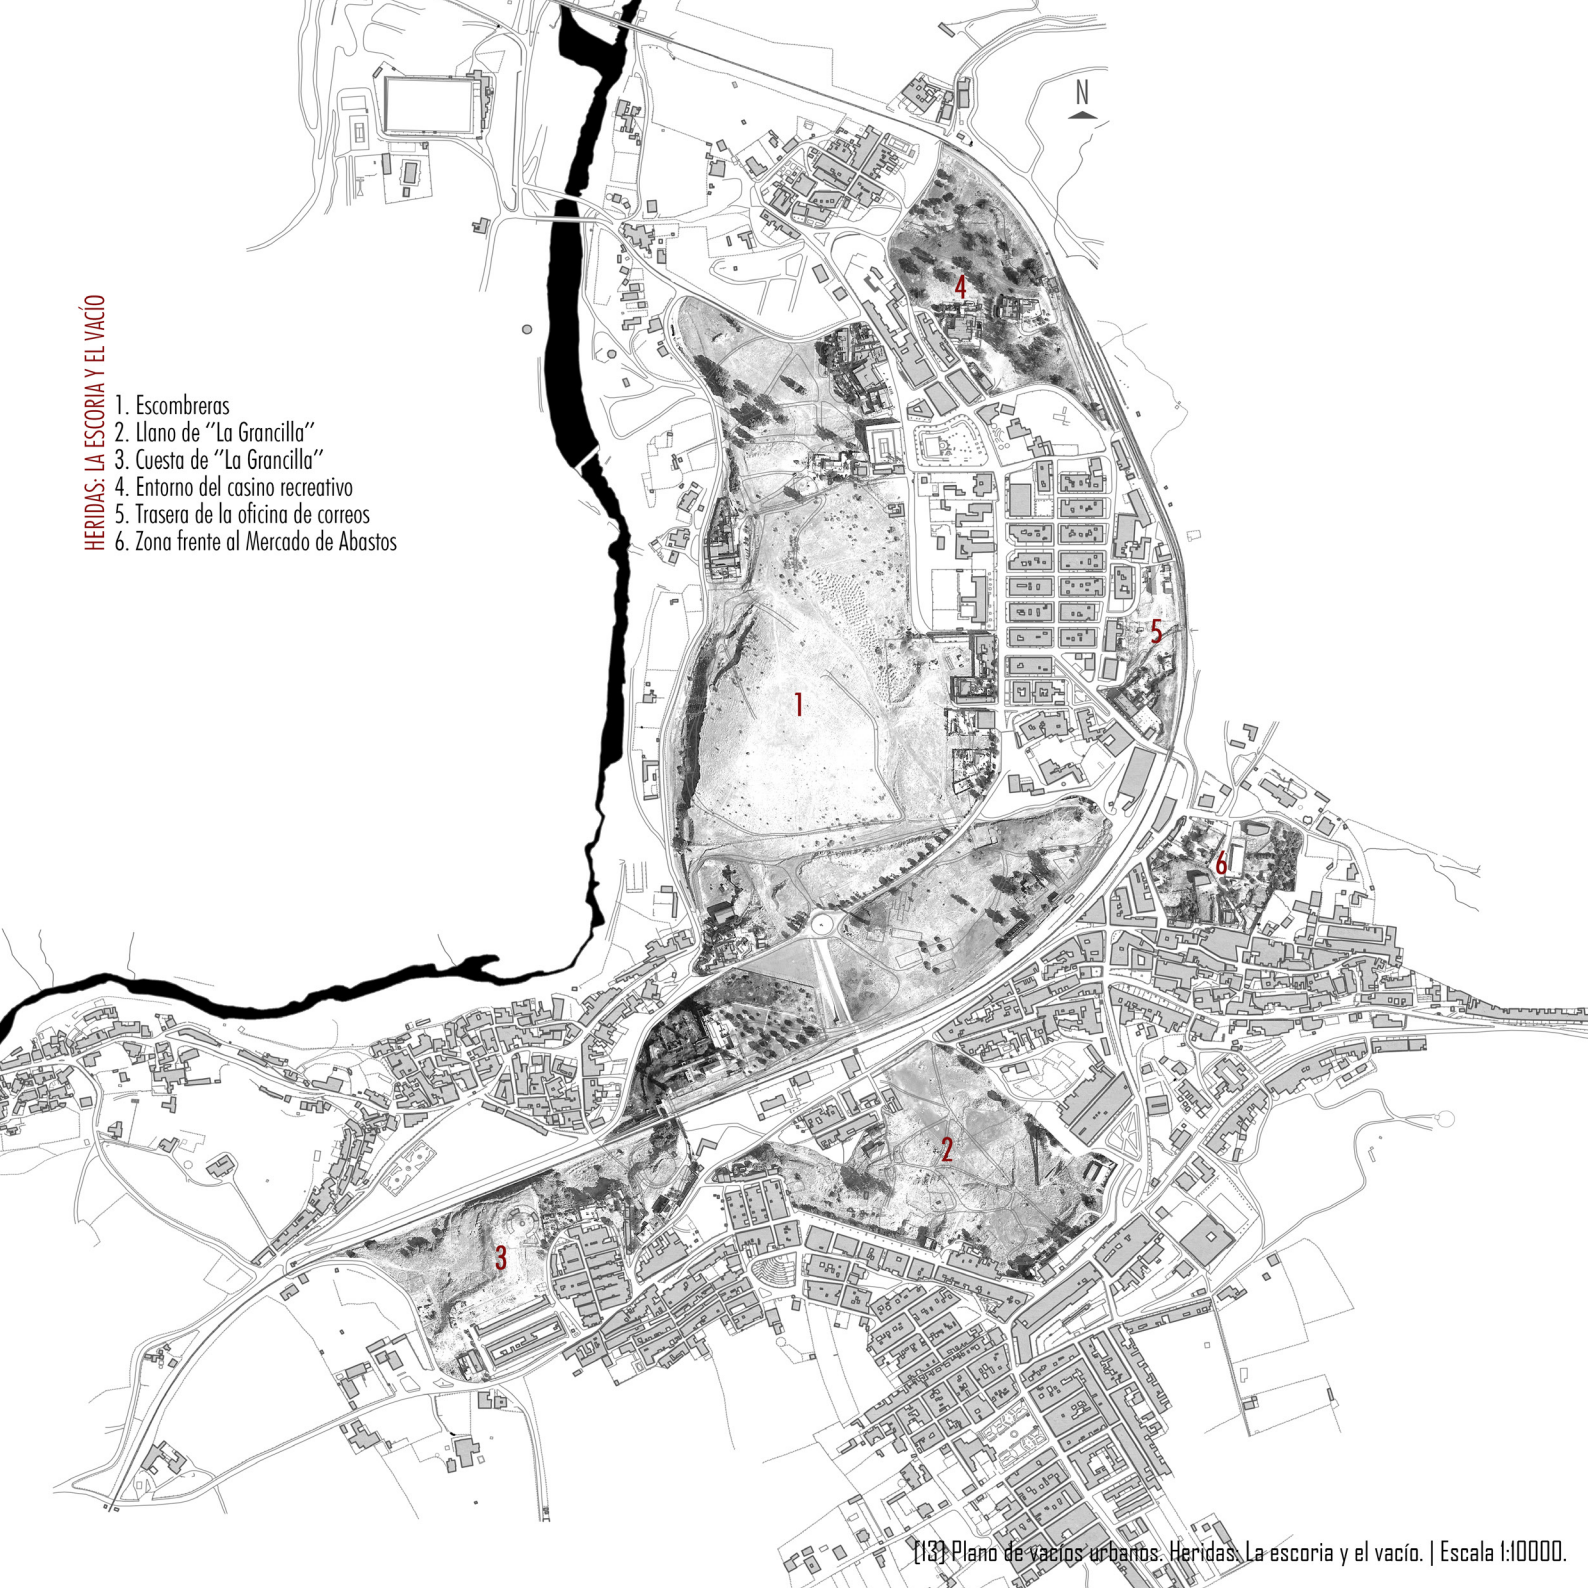 N
HERIDAS: LA ESCORIA Y EL VACÍO
1. Escombreras
2. Llano de “La Grancilla”
3. Cuesta de “La Grancilla”
4. Entorno del casino recreativo
5. Trasera de la oficina de correos
6. Zona frente al Mercado de Abastos
4
5
1
6
2
3
[13] Plano de vacíos urbanos. Heridas: La escoria y el vacío. | Escala 1:10000.